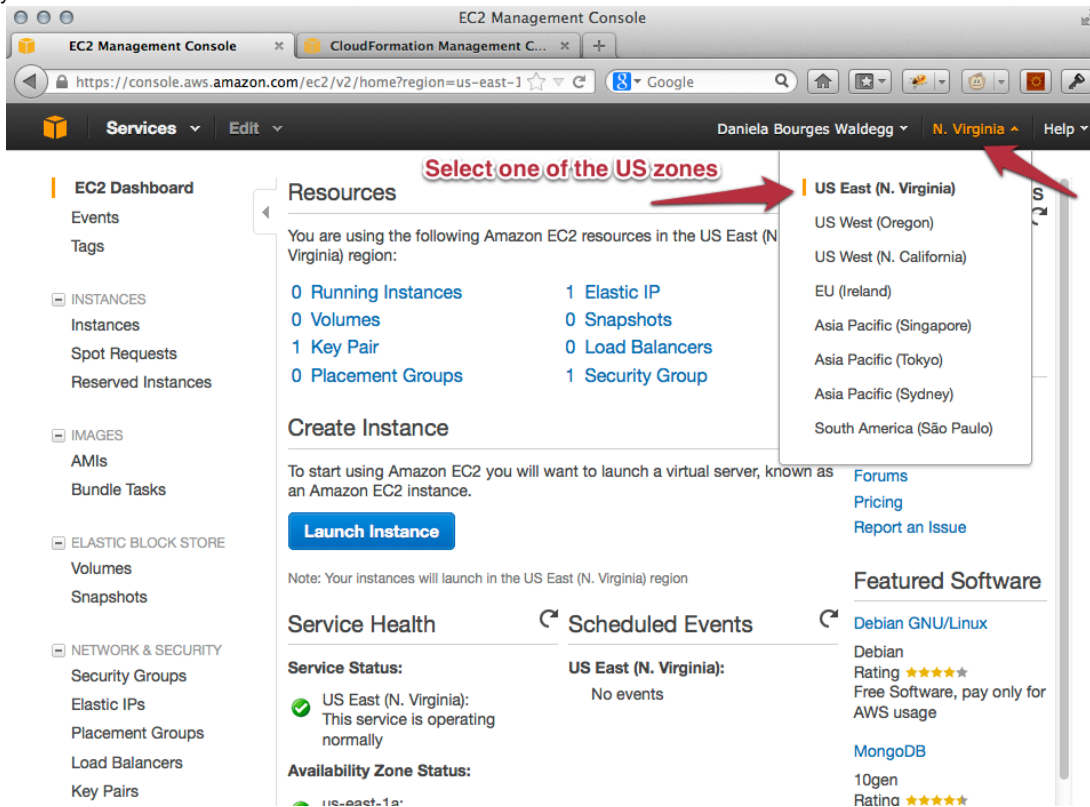 EC2 Management Console
EC2 Management Console
CloudFormation Management C...
https://console.aws.amazon.com/ec2/v2/home?region=us-east-1
Google
Services
Edit
Daniela Bourges Waldegg
N. Virginia
Help
Select one of the US zones
US East (N. Virginia)
US West (Oregon)
US West (N. California)
EU (Ireland)
Asia Pacific (Singapore)
Asia Pacific (Tokyo)
Asia Pacific (Sydney)
South America (São Paulo)
EC2 Dashboard
Events
Tags
INSTANCES
Instances
Spot Requests
Reserved Instances
IMAGES
AMIs
Bundle Tasks
ELASTIC BLOCK STORE
Volumes
Snapshots
NETWORK & SECURITY
Security Groups
Elastic IPs
Placement Groups
Load Balancers
Key Pairs
Resources
You are using the following Amazon EC2 resources in the US East (N
Virginia) region:
0 Running Instances
1 Elastic IP
0 Volumes
0 Snapshots
1 Key Pair
0 Load Balancers
0 Placement Groups
1 Security Group
Create Instance
To start using Amazon EC2 you will want to launch a virtual server, known as
an Amazon EC2 instance.
Launch Instance
Note: Your instances will launch in the US East (N. Virginia) region
Service Health
Service Status:
US East (N. Virginia):
This service is operating
normally
Availability Zone Status:
us-east-1a:
Scheduled Events
US East (N. Virginia):
No events
Forums
Pricing
Report an Issue
Featured Software
Debian GNU/Linux
Debian
Rating
Free Software, pay only for
AWS usage
MongoDB
10gen
Rating